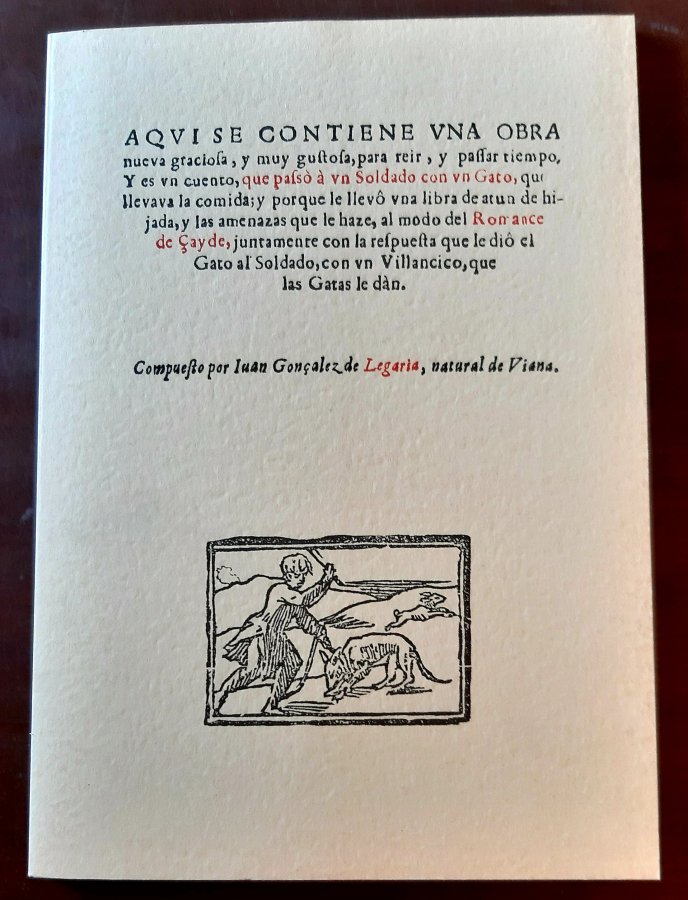 AQVI SE CONTIENE VNA OBRA
nueva graciosa, y muy gustosa, para reir, y passar tiempo.
Y es vn cuento, que passò à vn Soldado con vn Gato, que
llevava la comida; y porque le llevô vna libra de atun de hi-
jada, y las amenazas que le haze, al modo del Romance
de Çayde, juntamente con la respuesta que le diô el
Gato al Soldado, con vn Villancico, que
las Gatas le dàn.
Compuesto por Iuan Gonçalez de Legaria, natural de Viana.